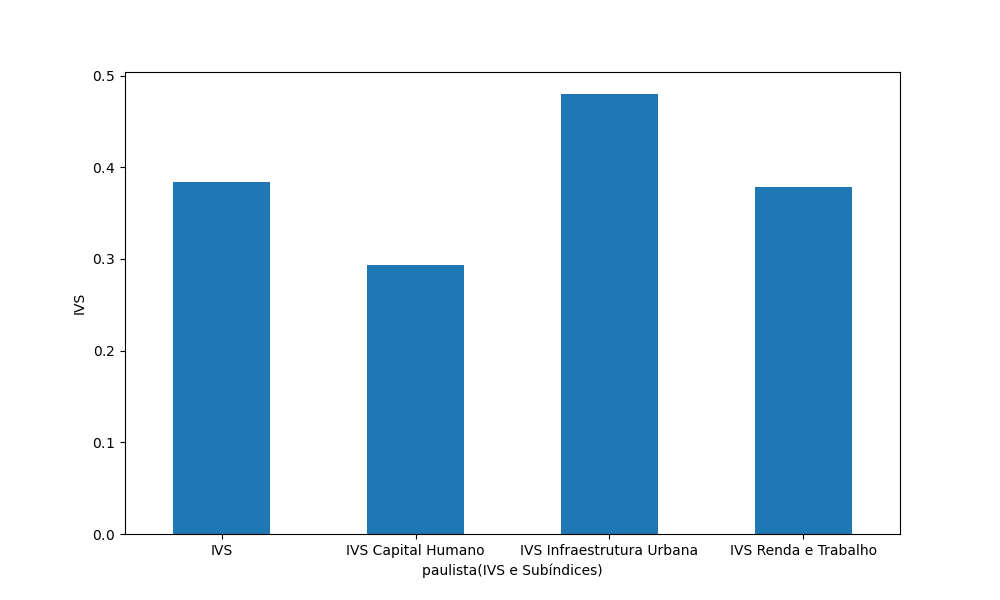 0.5
0.4
0.3
0.2
0.1
0.0
IVS
IVS
IVS Capital Humano
IVS Infraestrutura Urbana
IVS Renda e Trabalho
paulista(IVS e Subíndices)